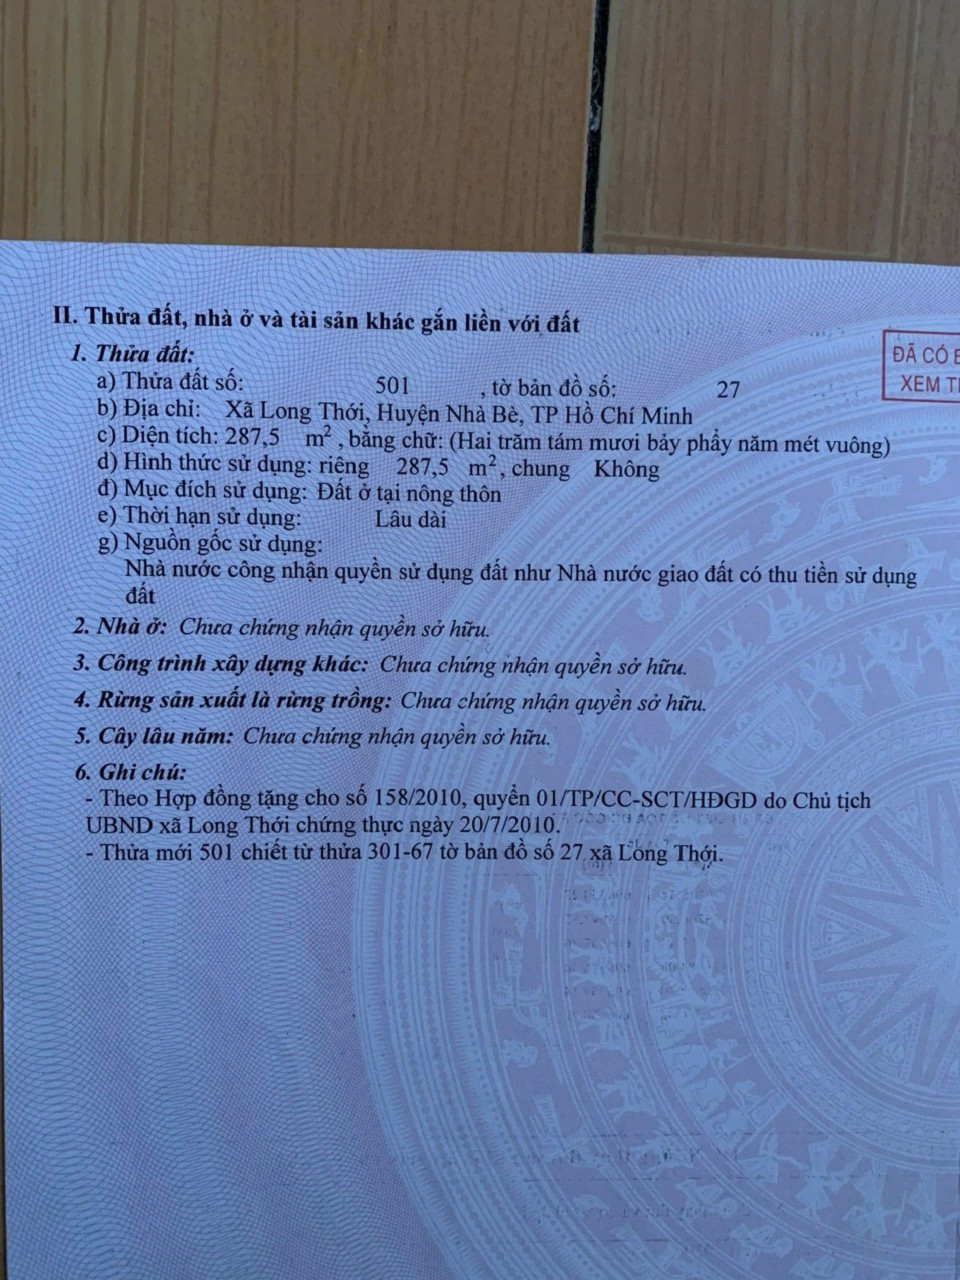 II. Thửa đất, nhà ở và tài sản khác gắn liền với đất
ĐÃ CÓ
XEM
1. Thửa đất:
a) Thửa đất số: 501 , tờ bản đồ số: 27
b) Địa chỉ: Xã Long Thới, Huyện Nhà Bè, TP Hồ Chí Minh
c) Diện tích: 287,5 m², bằng chữ: (Hai trăm tám mươi bảy phẩy năm mét vuông)
d) Hình thức sử dụng: riêng 287,5 m², chung Không
đ) Mục đích sử dụng: Đất ở tại nông thôn
e) Thời hạn sử dụng: Lâu dài
g) Nguồn gốc sử dụng:
Nhà nước công nhận quyền sử dụng đất như Nhà nước giao đất có thu tiền sử dụng
đất
2. Nhà ở: Chưa chứng nhận quyền sở hữu.
3. Công trình xây dựng khác: Chưa chứng nhận quyền sở hữu.
4. Rừng sản xuất là rừng trồng: Chưa chứng nhận quyền sở hữu.
5. Cây lâu năm: Chưa chứng nhận quyền sở hữu.
6. Ghi chú:
- Theo Hợp đồng tặng cho số 158/2010, quyển 01/TP/CC-SCT/HĐGD do Chủ tịch
UBND xã Long Thới chứng thực ngày 20/7/2010.
- Thửa mới 501 chiết từ thửa 301-67 tờ bản đồ số 27 xã Long Thới.